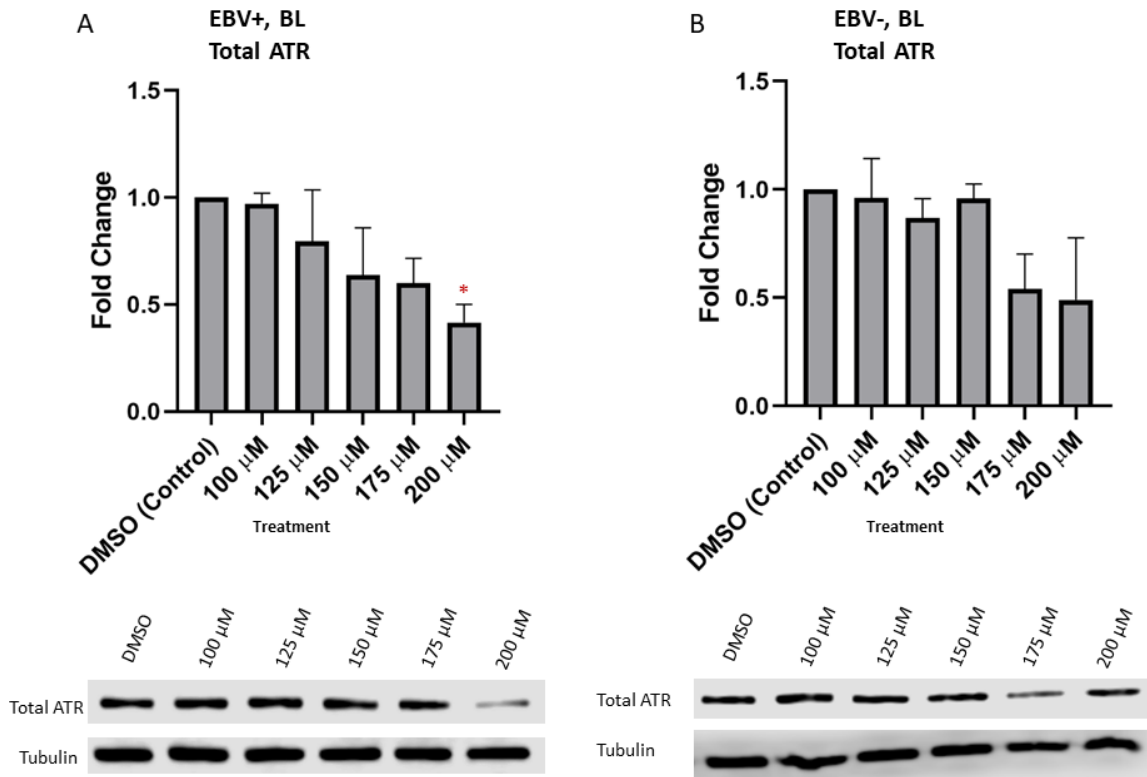 A
EBV+, BL
Total ATR
1.5
1.0
0.5
0.0
Fold Change
*
DMSO (Control)
100 μM
125 μM
150 μM
175 μM
200 μM
Treatment
DMSO
100 μM
125 μM
150 μM
175 μM
200 μM
Total ATR
Tubulin
B
EBV-, BL
Total ATR
1.5
1.0
0.5
0.0
Fold Change
DMSO (Control)
100 μM
125 μM
150 μM
175 μM
200 μM
Treatment
DMSO
100 μM
125 μM
150 μM
175 μM
200 μM
Total ATR
Tubulin